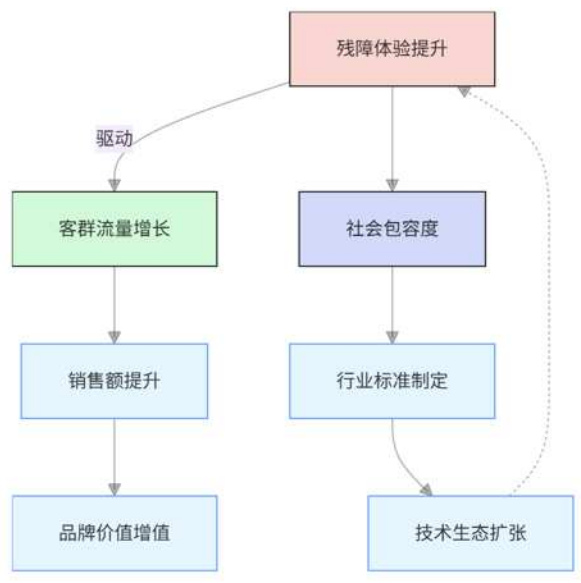 残障体验提升
驱动
客群流量增长
社会包容度
销售额提升
行业标准制定
品牌价值增值
技术生态扩张